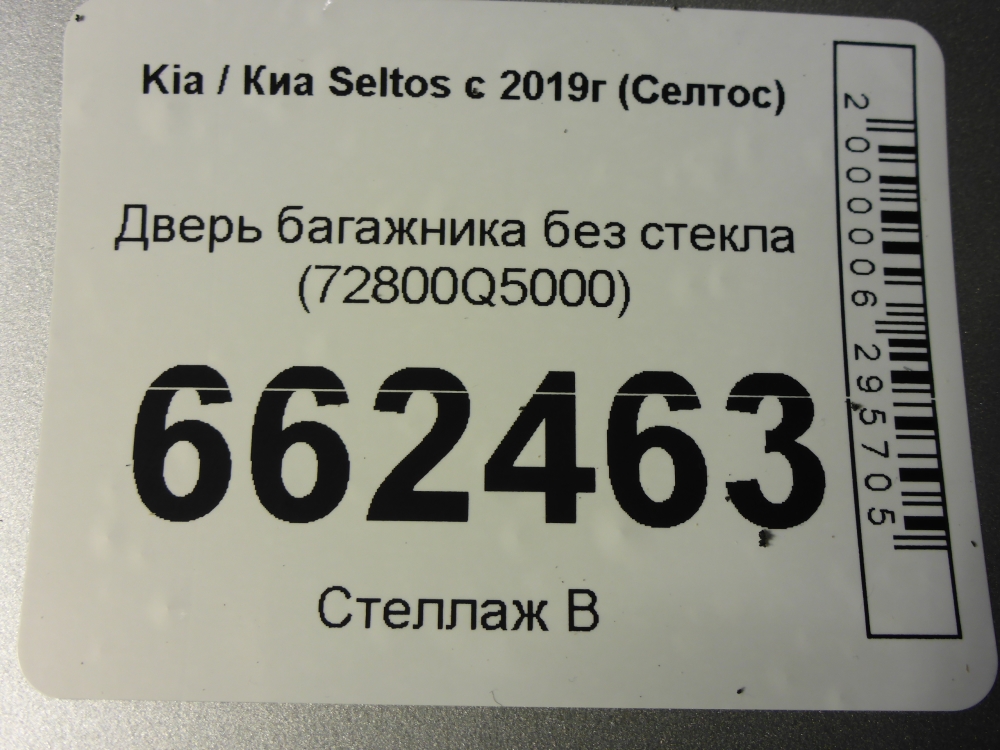 Kia / Киа Seltos с 2019г (Селтос)
Дверь багажника без стекла
(72800Q5000)
662463
Стеллаж В
2000006295705